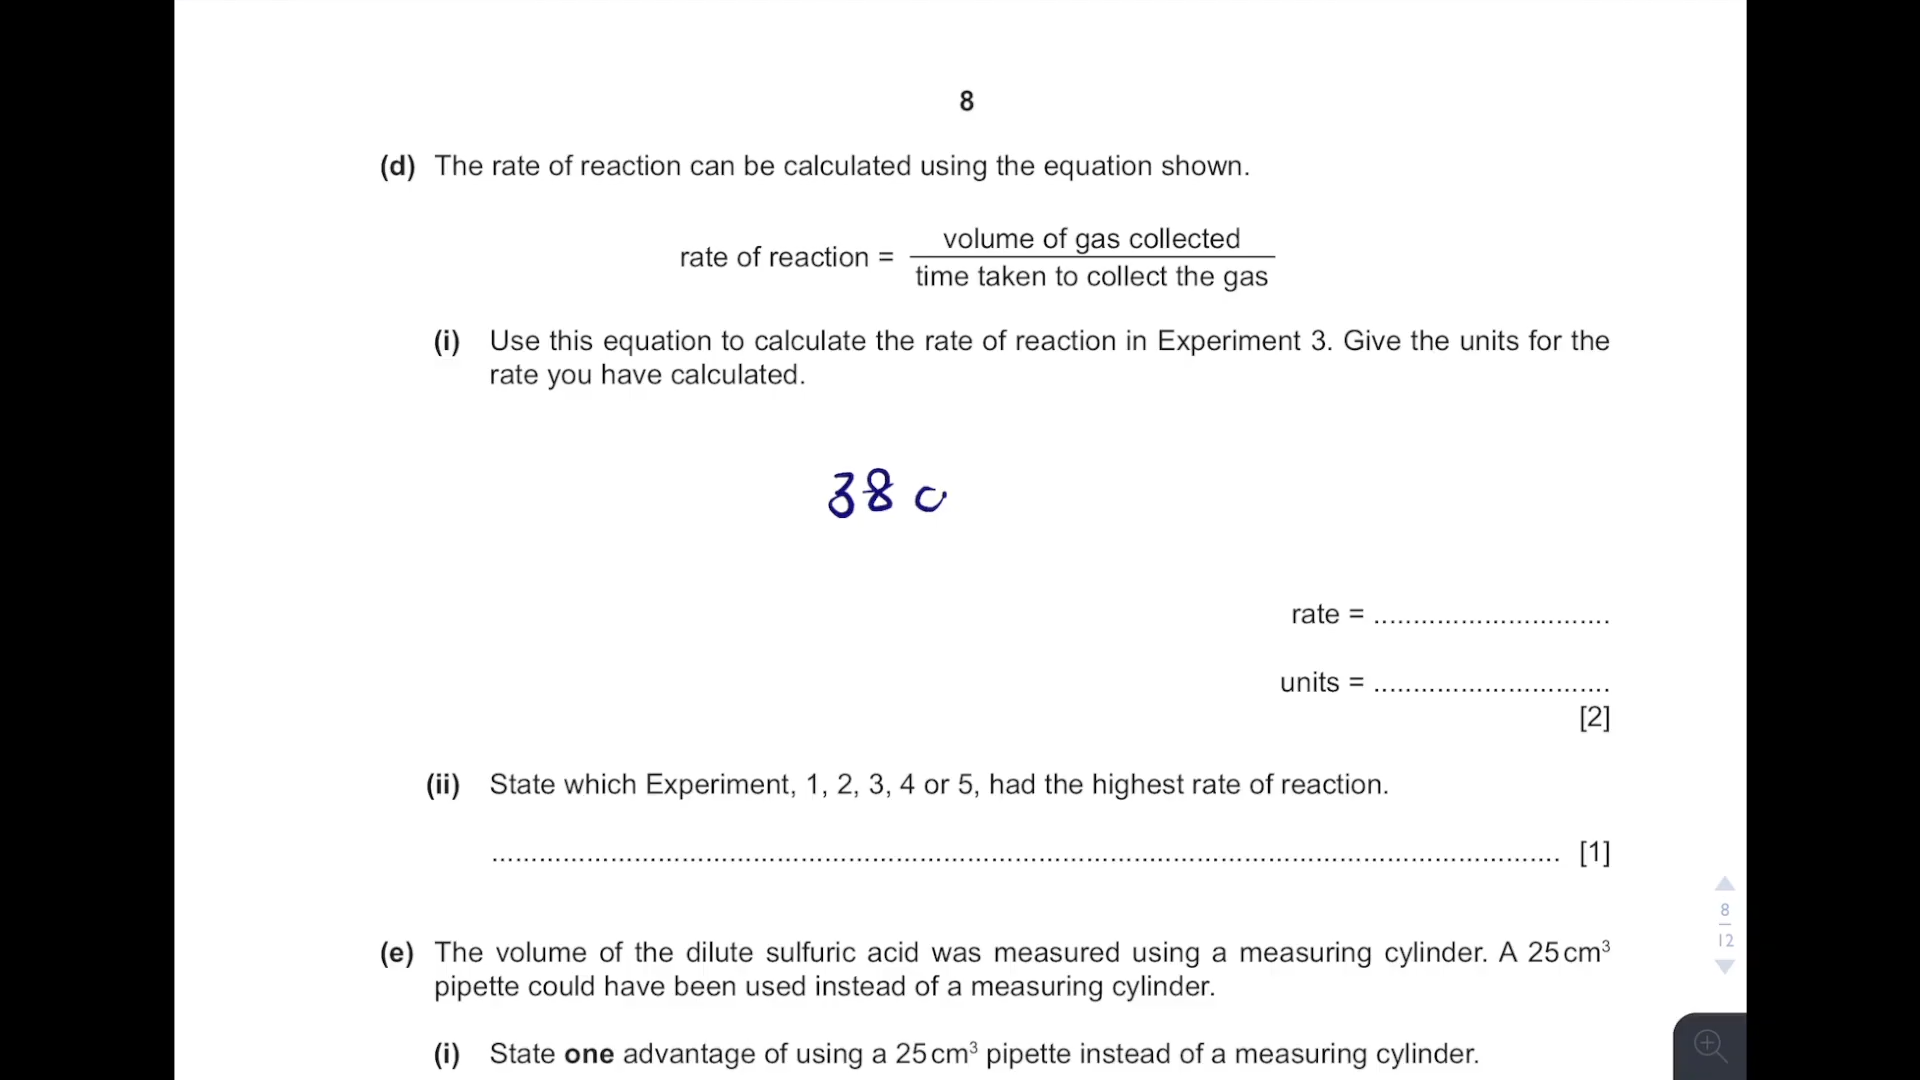 8
(d) The rate of reaction can be calculated using the equation shown.
rate of reaction = volume of gas collected
time taken to collect the gas
(i) Use this equation to calculate the rate of reaction in Experiment 3. Give the units for the
rate you have calculated.
38 c
rate = ..............................
units = ..............................
[2]
(ii) State which Experiment, 1, 2, 3, 4 or 5, had the highest rate of reaction.
...................................................................................................................................... [1]
(e) The volume of the dilute sulfuric acid was measured using a measuring cylinder. A 25 cm³
pipette could have been used instead of a measuring cylinder.
(i) State one advantage of using a 25 cm³ pipette instead of a measuring cylinder.
8
12